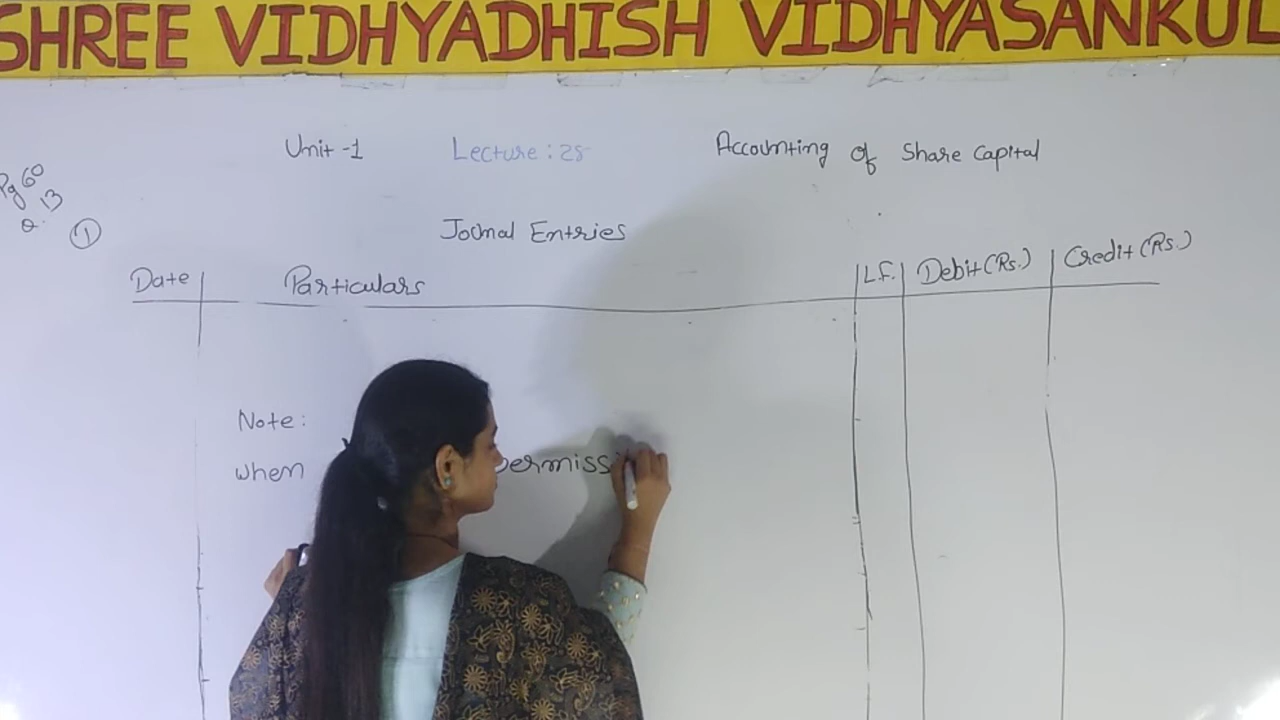 SHREE VIDHYADHISH VIDHYASANKUL
Unit -1 Lecture : 28 Accounting of Share Capital
Pg 60
Q. 13
1
Journal Entries
Date Particulars L.F. Debit (Rs.) Credit (Rs.)
Note :
When permissi